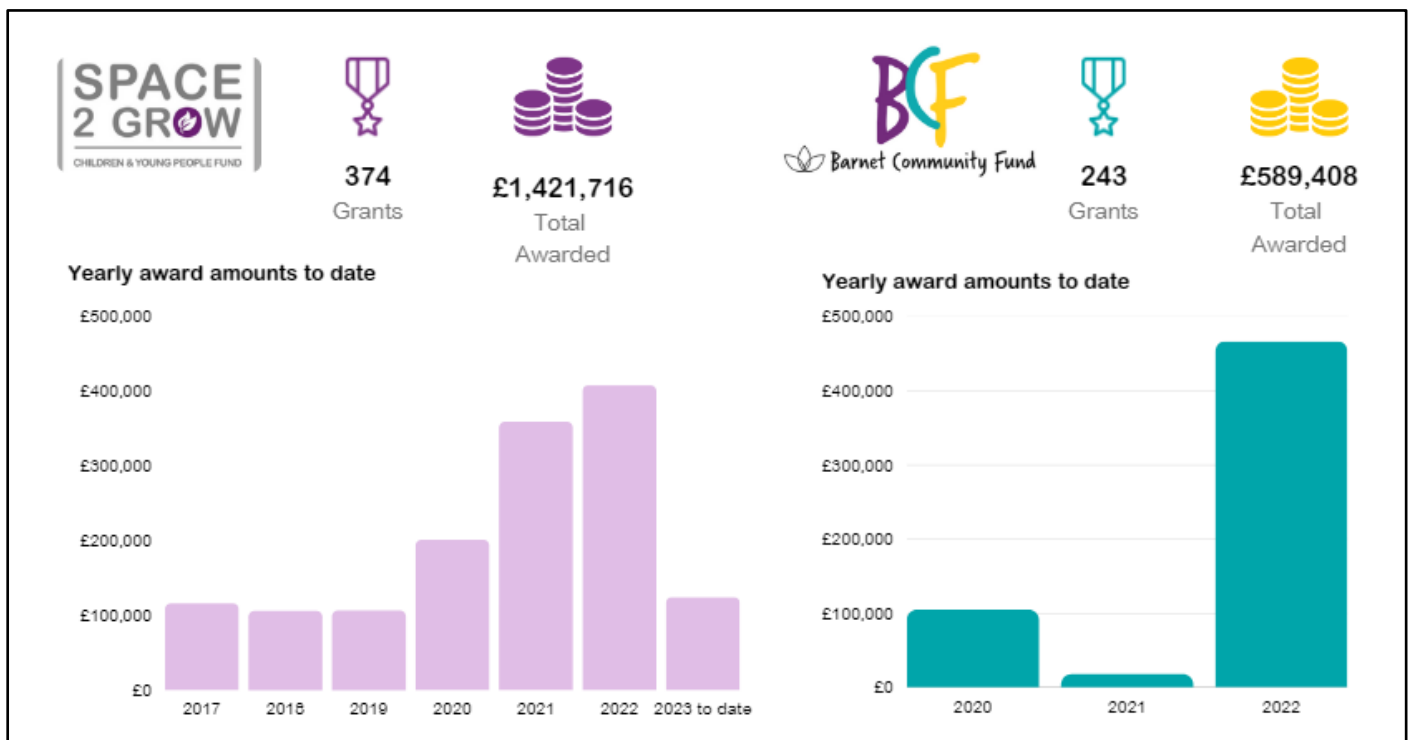 SPACE
2 GROW
CHILDREN & YOUNG PEOPLE FUND
374
Grants
£1,421,716
Total
Awarded
Yearly award amounts to date
£500,000
£400,000
£300,000
£200,000
£100,000
£0
2017 2018 2019 2020 2021 2022 2023 to date
BCF
Barnet Community Fund
243
Grants
£589,408
Total
Awarded
Yearly award amounts to date
£500,000
£400,000
£300,000
£200,000
£100,000
£0
2020 2021 2022